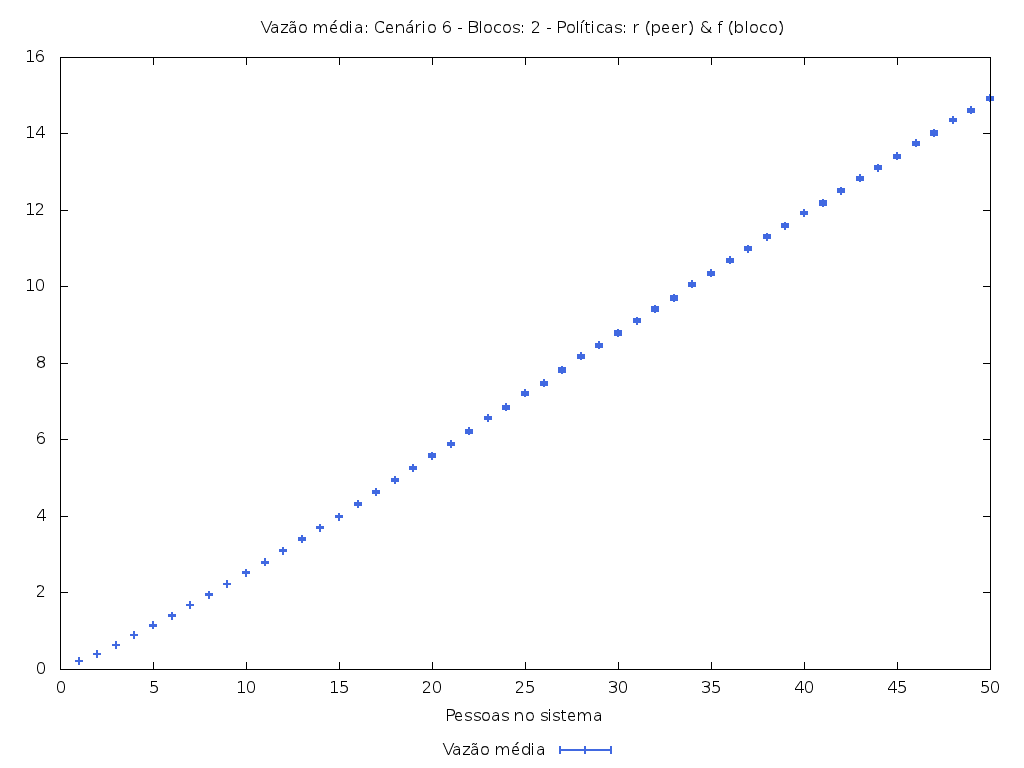 Vazão média: Cenário 6 - Blocos: 2 - Políticas: r (peer) & f (bloco)
16
14
12
10
8
6
4
2
0
0 5 10 15 20 25 30 35 40 45 50
Pessoas no sistema
Vazão média